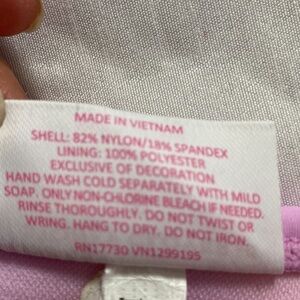 MADE IN VIETNAM
SHELL: 82% NYLON/18% SPANDEX
LINING: 100% POLYESTER
EXCLUSIVE OF DECORATION
HAND WASH COLD SEPARATELY WITH MILD
SOAP. ONLY NON-CHLORINE BLEACH IF NEEDED.
RINSE THOROUGHLY. DO NOT TWIST OR
WRING. HANG TO DRY. DO NOT IRON.
RN17730 VN1299195